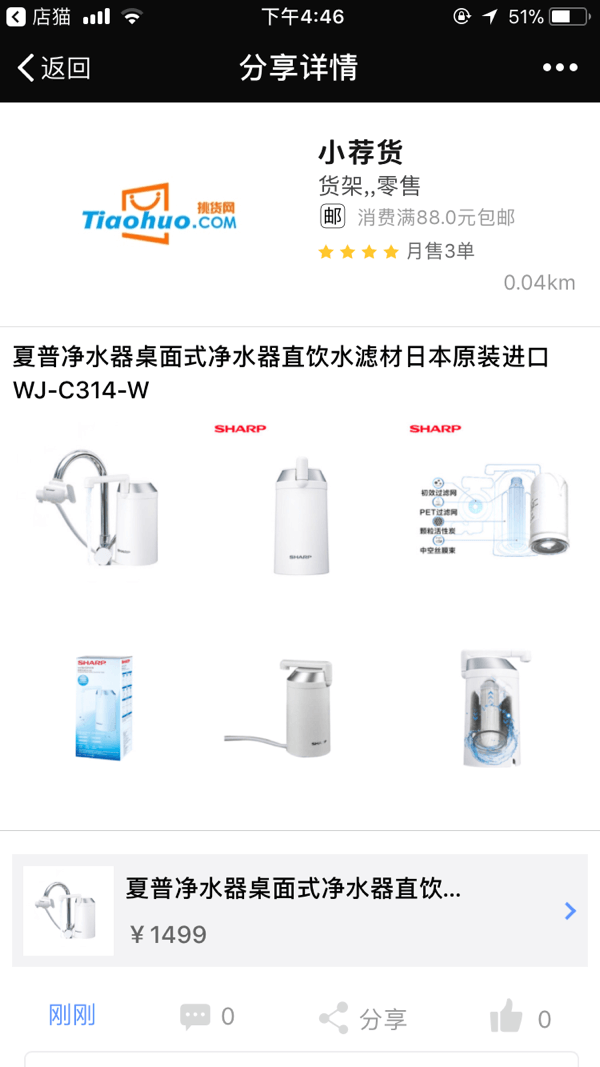 店猫
下午4:46
51%
返回
分享详情
小荐货
Tiaohuo.COM
挑货网
货架,,零售
邮 消费满88.0元包邮
月售3单
0.04km
夏普净水器桌面式净水器直饮水滤材日本原装进口
WJ-C314-W
SHARP
SHARP
初效过滤网
PET过滤网
颗粒活性炭
中空丝膜束
SHARP
SHARP
SHARP
夏普净水器桌面式净水器直饮...
¥1499
刚刚
0
分享
0